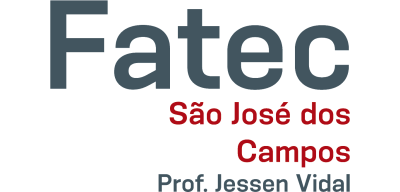 Fatec
São José dos
Campos
Prof. Jessen Vidal